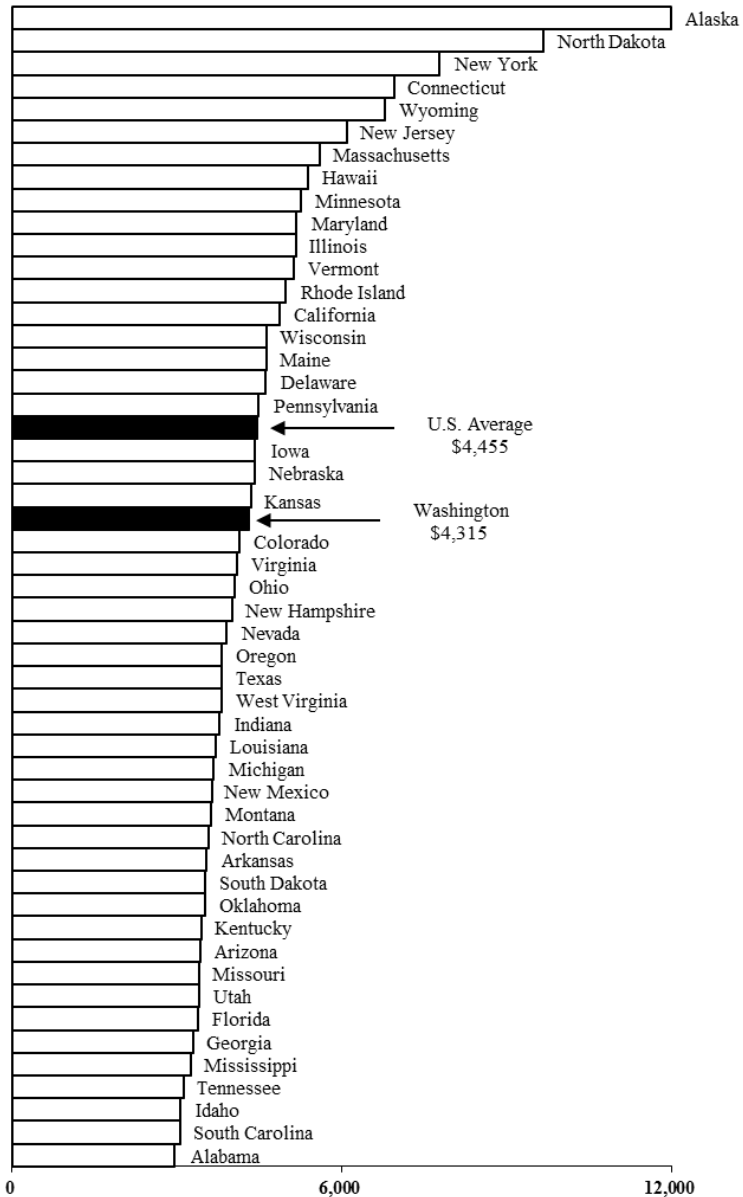 Alaska
North Dakota
New York
Connecticut
Wyoming
New Jersey
Massachusetts
Hawaii
Minnesota
Maryland
Illinois
Vermont
Rhode Island
California
Wisconsin
Maine
Delaware
Pennsylvania
U.S. Average
$4,455
Iowa
Nebraska
Kansas
Washington
$4,315
Colorado
Virginia
Ohio
New Hampshire
Nevada
Oregon
Texas
West Virginia
Indiana
Louisiana
Michigan
New Mexico
Montana
North Carolina
Arkansas
South Dakota
Oklahoma
Kentucky
Arizona
Missouri
Utah
Florida
Georgia
Mississippi
Tennessee
Idaho
South Carolina
Alabama
0 6,000 12,000